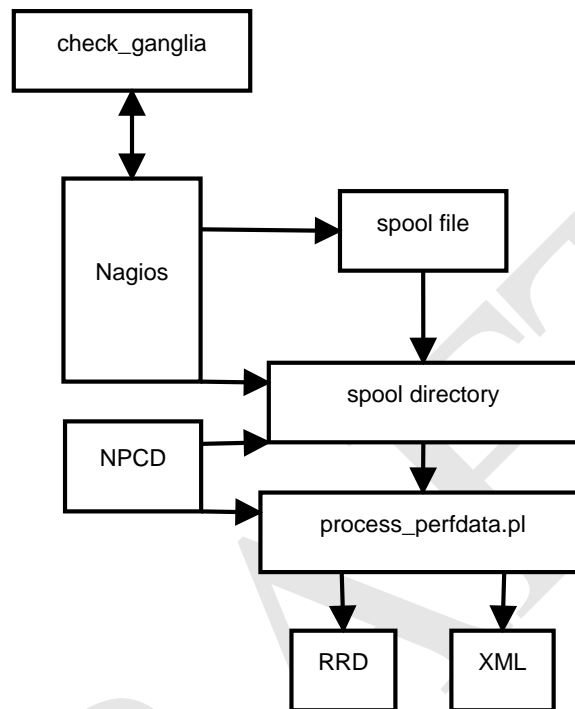 check_ganglia
Nagios
spool file
spool directory
NPCD
process_perfdata.pl
RRD
XML